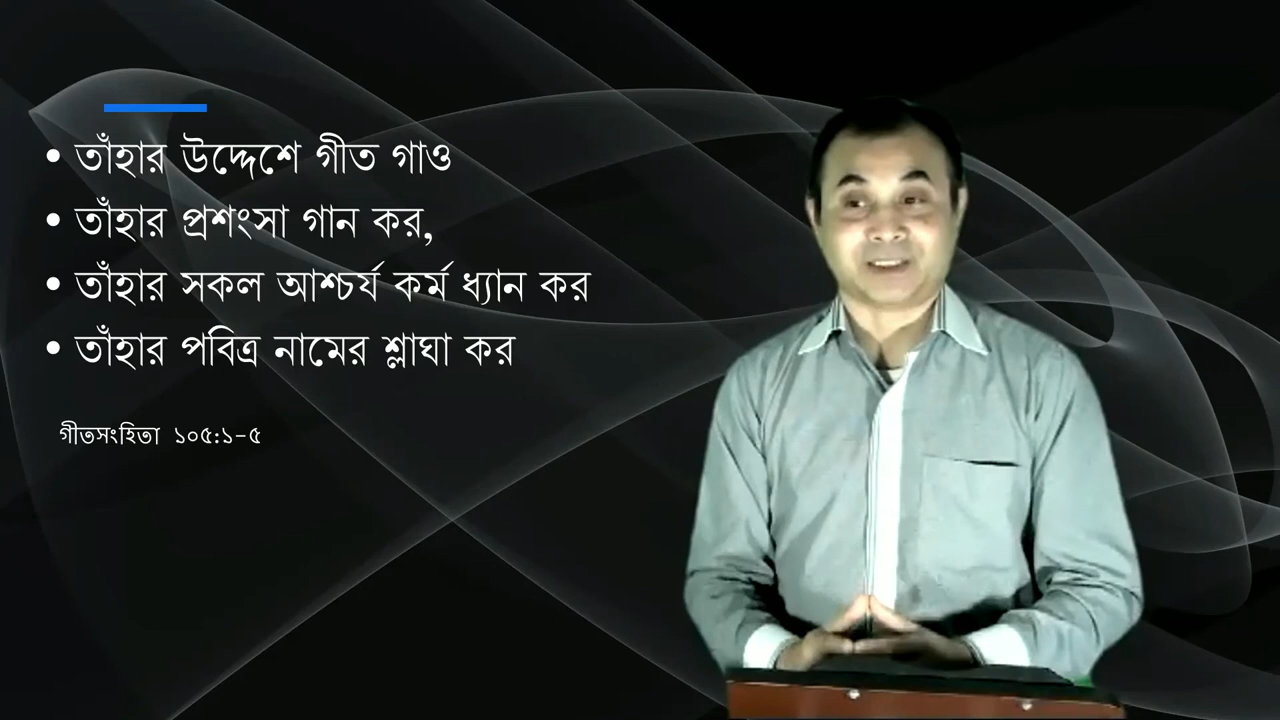 • তাঁহার উদ্দেশে গীত গাও
• তাঁহার প্রশংসা গান কর,
• তাঁহার সকল আশ্চর্য কর্ম ধ্যান কর
• তাঁহার পবিত্র নামের শ্লাঘা কর
গীতসংহিতা ১০৫:১-৫